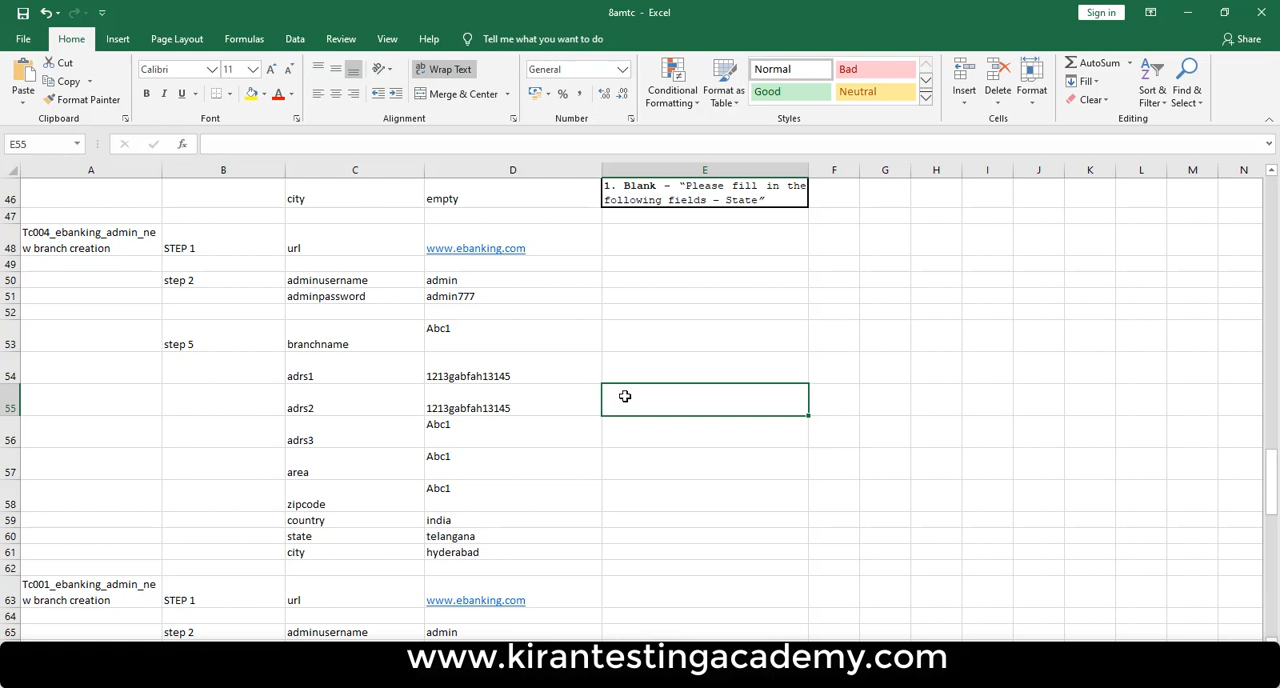 8amtc - Excel
Sign in
File Home Insert Page Layout Formulas Data Review View Help Tell me what you want to do Share
Paste
Cut
Copy
Format Painter
Clipboard
Calibri 11
B I U
Font
Wrap Text
Merge & Center
Alignment
General
Number
Conditional Formatting
Format as Table
Normal Bad
Good Neutral
Styles
Insert Delete Format
Cells
AutoSum
Fill
Clear
Sort & Filter
Find & Select
Editing
E55 fx
A B C D E F G H I J K L M N
46 city empty 1. Blank – “Please fill in the
following fields – State”
47
48 Tc004_ebanking_admin_ne
w branch creation STEP 1 url www.ebanking.com
49
50 step 2 adminusername admin
51 adminpassword admin777
52
53 step 5 branchname Abc1
54 adrs1 1213gabfah13145
55 adrs2 1213gabfah13145
56 adrs3 Abc1
57 area Abc1
58 zipcode Abc1
59 country india
60 state telangana
61 city hyderabad
62
63 Tc001_ebanking_admin_ne
w branch creation STEP 1 url www.ebanking.com
64
65 step 2 adminusername admin
www.kirantestingacademy.com